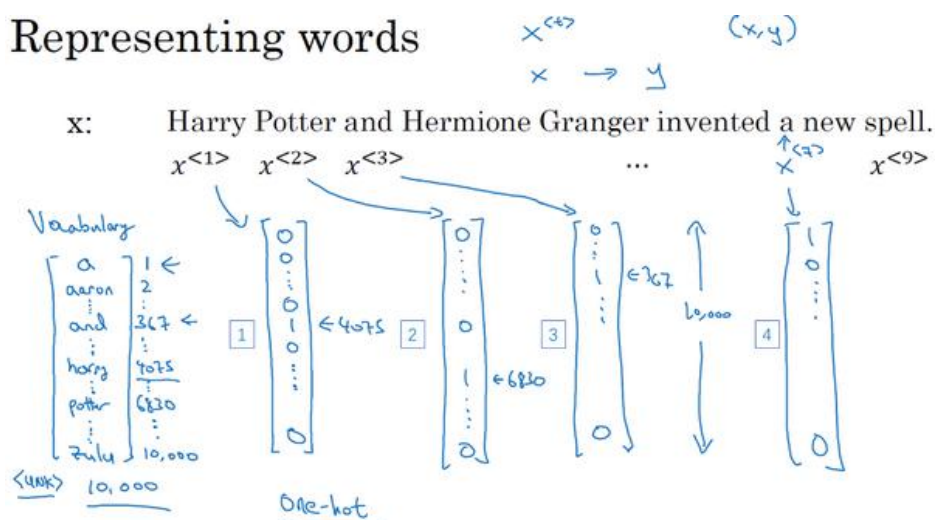 Representing words
x<t> (x,y)
x → y
x: Harry Potter and Hermione Granger invented a new spell.
x<1> x<2> x<3> ... x<7> x<9>
Vocabulary
a 1 ←
aaron 2
⋮ ⋮
and 367 ←
⋮ ⋮
harry 4075
⋮ ⋮
potter 6830
⋮ ⋮
zulu 10,000
<UNK> 10,000
1
0
0
⋮
0
1 ← 4075
0
⋮
0
2
0
⋮
0
1 ← 6830
⋮
0
3
0
⋮
1 ← 367
⋮
0
10,000
4
1
0
⋮
0
One-hot